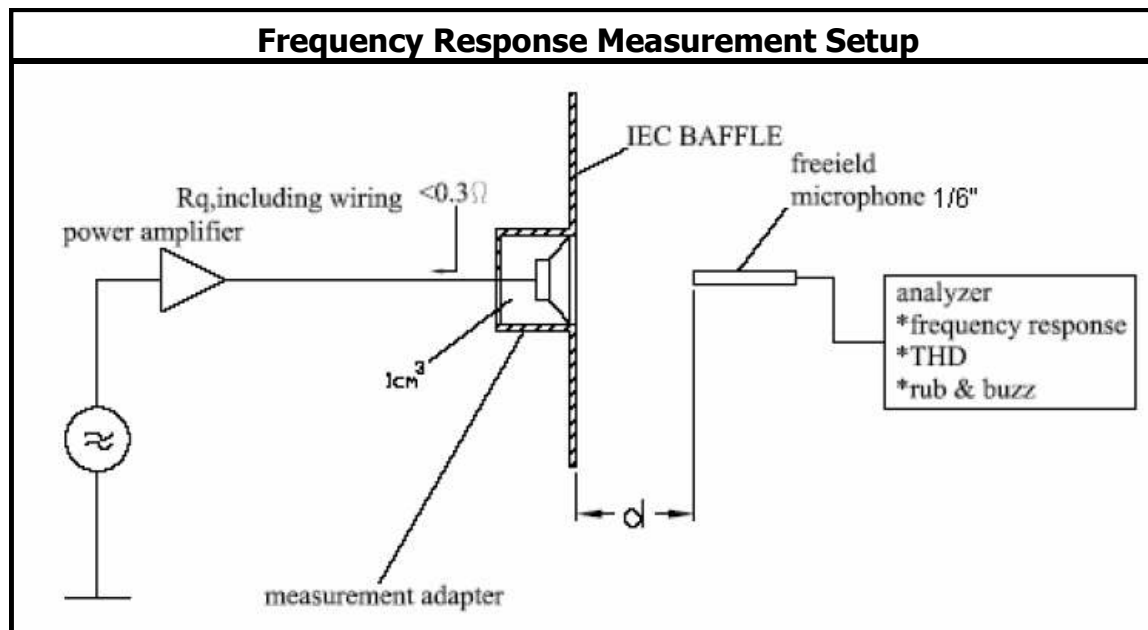 Frequency Response Measurement Setup
IEC BAFFLE
freeield
microphone 1/6"
Rq,including wiring <0.3Ω
power amplifier
analyzer
*frequency response
*THD
*rub & buzz
1cm³
d
measurement adapter